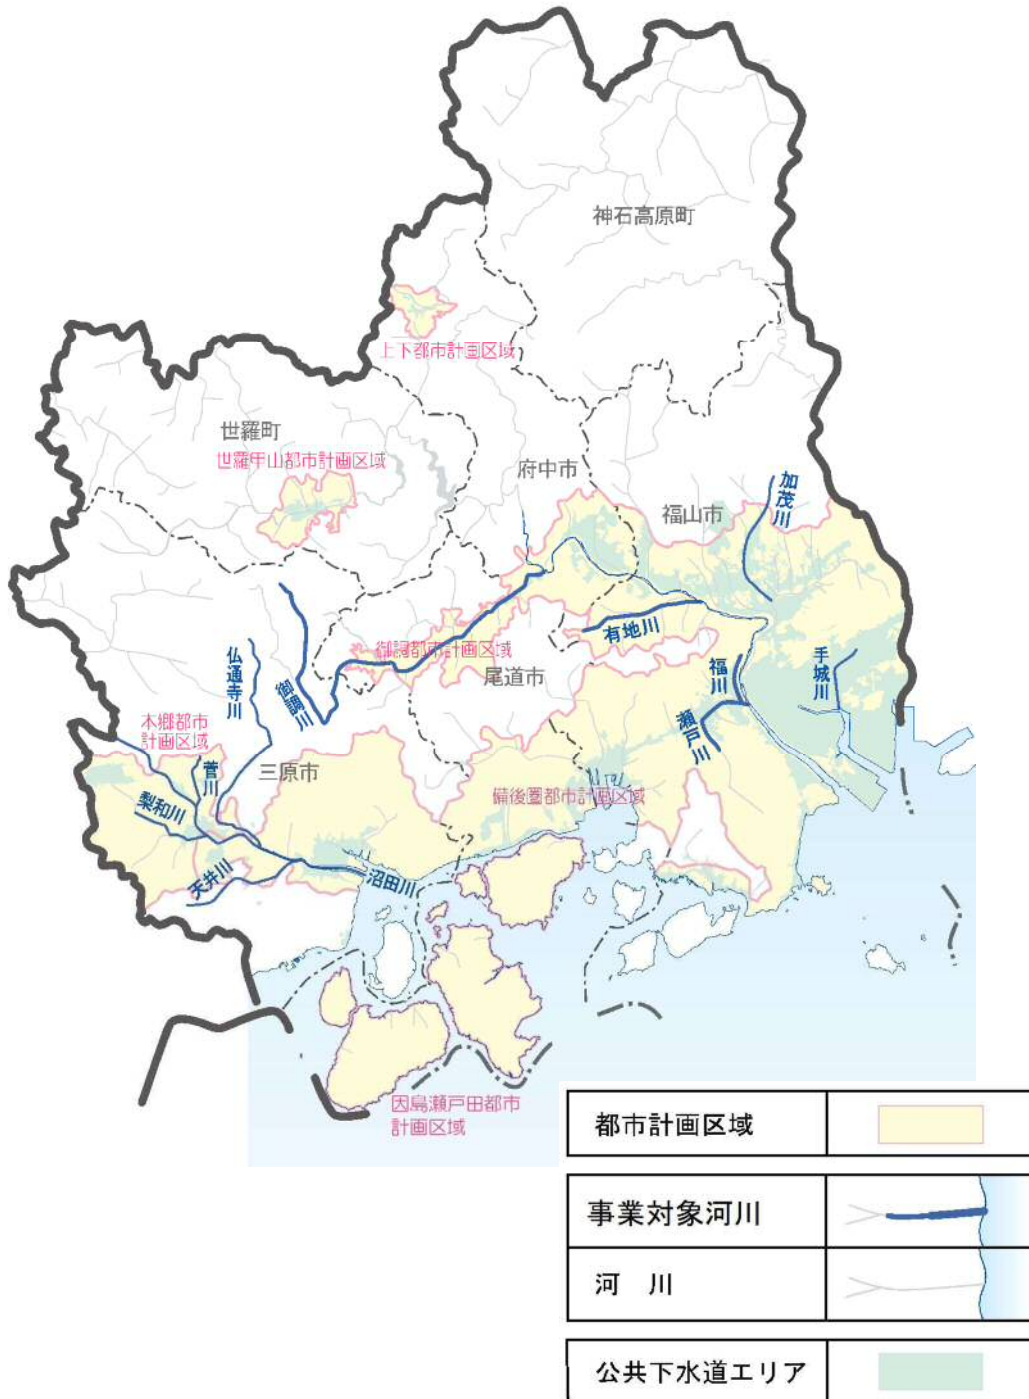 神石高原町
上下都市計画区域
世羅町
世羅甲山都市計画区域
府中市
福山市
加茂川
有地川
御調都市計画区域
尾道市
福川
手城川
瀬戸川
仏通寺川
御調川
本郷都市
計画区域
菅川
三原市
梨和川
備後圏都市計画区域
天井川
沼田川
因島瀬戸田都市
計画区域
都市計画区域
事業対象河川
河 川
公共下水道エリア